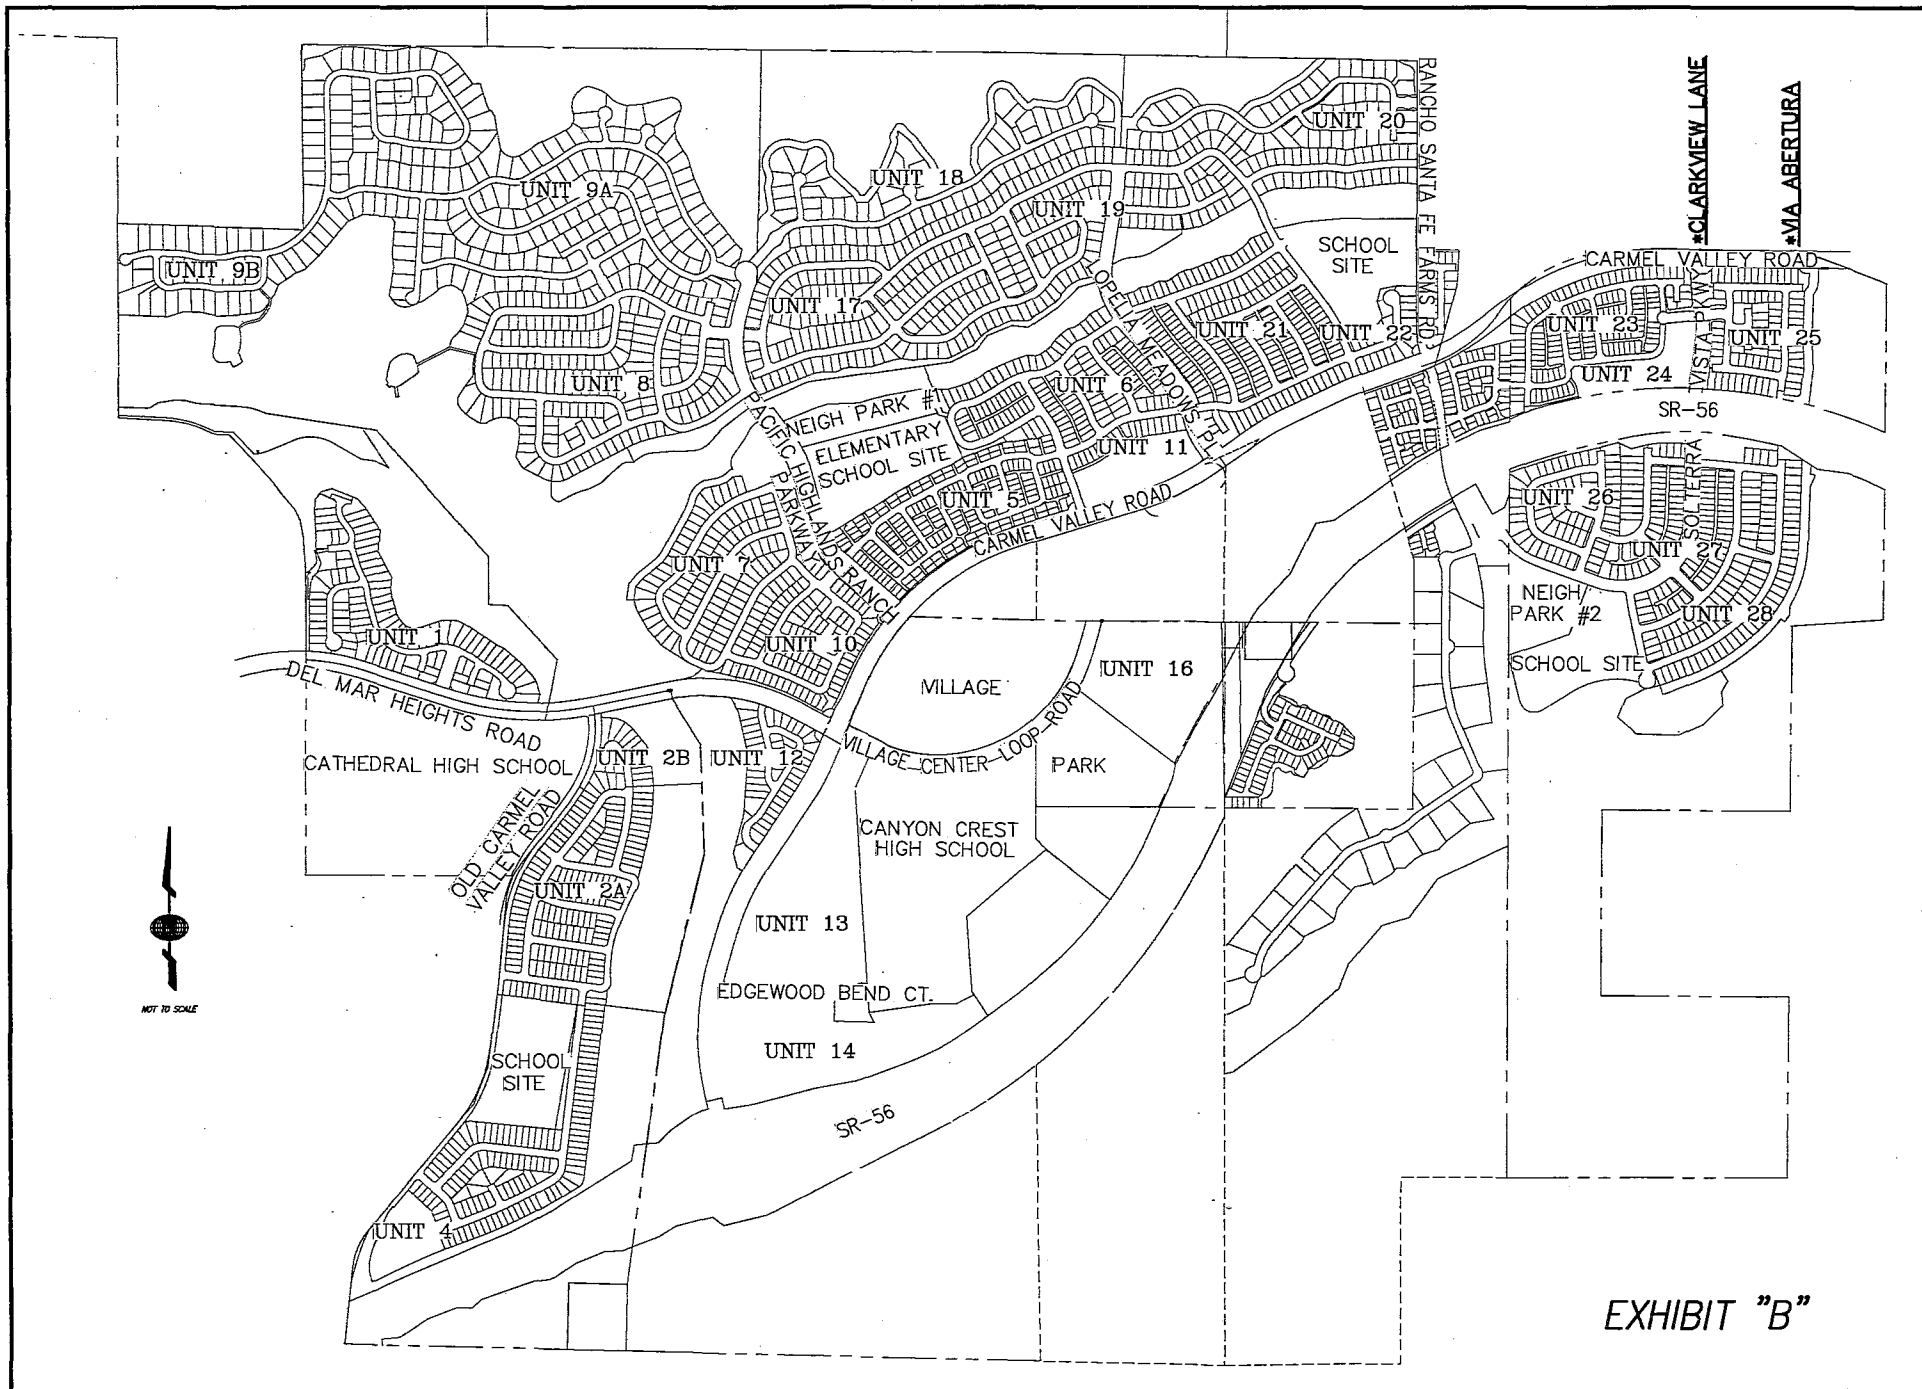 RANCHO SANTA FE FARMS RD.
*CLARKVIEW LANE
*VIA ABERTURA
UNIT 20
UNIT 18
UNIT 9A
UNIT 19
SCHOOL
SITE
CARMEL VALLEY ROAD
UNIT 9B
OPELA MEADOWS PL.
UNIT 17
UNIT 21
UNIT 22
UNIT 23
VISTA PKWY
UNIT 25
UNIT 8
UNIT 6
UNIT 24
SR-56
PACIFIC HIGHLANDS RANCH
PARKWAY
NEIGH PARK #1
ELEMENTARY
SCHOOL SITE
UNIT 11
UNIT 5
CARMEL VALLEY ROAD
UNIT 26
SOLTERRA
UNIT 27
UNIT 7
NEIGH
PARK #2
UNIT 28
UNIT 1
UNIT 10
SCHOOL SITE
VILLAGE
UNIT 16
DEL MAR HEIGHTS ROAD
CATHEDRAL HIGH SCHOOL
UNIT 2B
UNIT 12
VILLAGE CENTER LOOP ROAD
PARK
OLD CARMEL
VALLEY ROAD
CANYON CREST
HIGH SCHOOL
UNIT 2A
UNIT 13
EDGEWOOD BEND CT.
NOT TO SCALE
UNIT 14
SCHOOL
SITE
SR-56
UNIT 4
EXHIBIT "B"